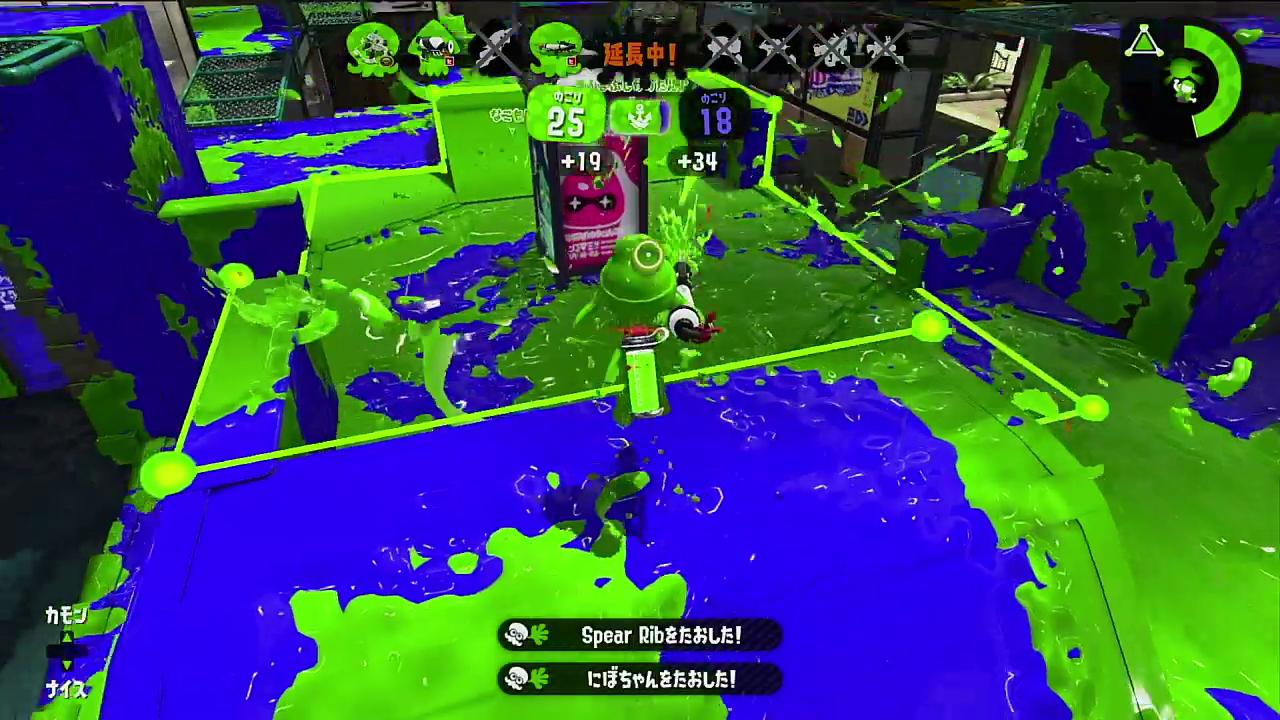 延長中!
のこり
25
のこり
18
+19
+34
カモン
ナイス
Spear Ribをたおした!
にぼちゃんをたおした!